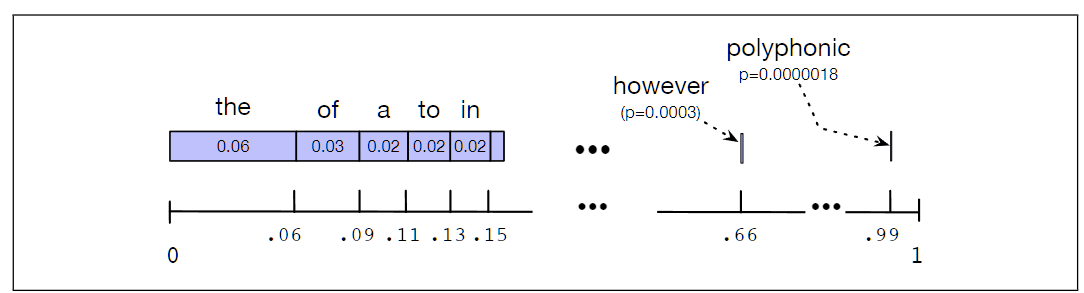 polyphonic
p=0.0000018
however
(p=0.0003)
the of a to in
0.06 0.03 0.02 0.02 0.02 •••
••• •••
.06 .09 .11 .13 .15 .66 .99
0 1